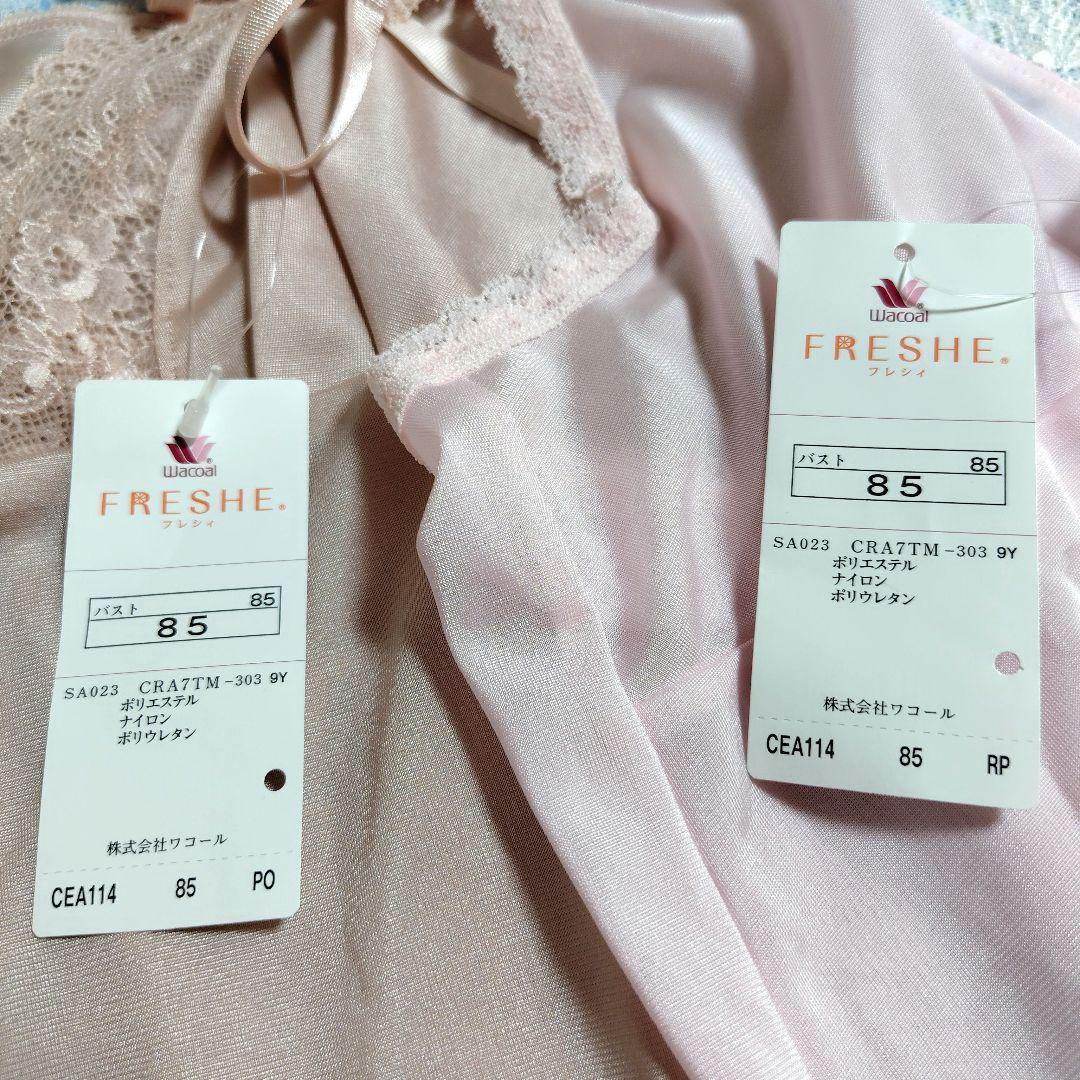 Wacoal
FRESHE®
フレシィ
バスト 85
85
SA023 CRA7TM-303 9Y
ポリエステル
ナイロン
ポリウレタン
株式会社ワコール
CEA114 85 PO
Wacoal
FRESHE®
フレシィ
バスト 85
85
SA023 CRA7TM-303 9Y
ポリエステル
ナイロン
ポリウレタン
株式会社ワコール
CEA114 85 RP